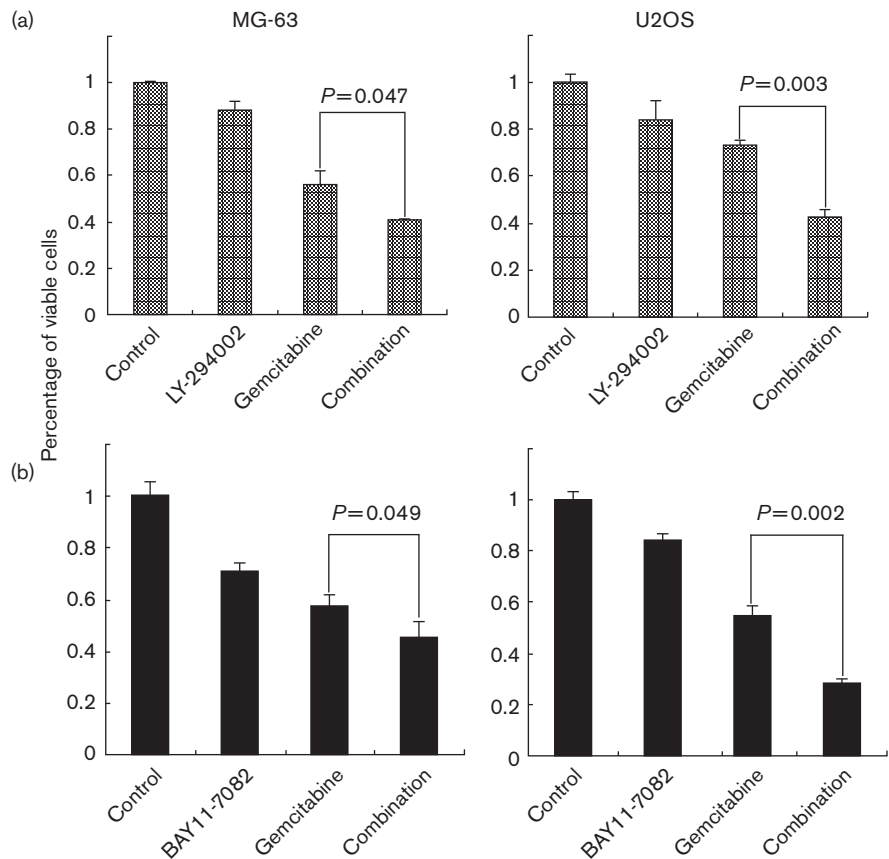 (a)
MG-63
U2OS
Percentage of viable cells
1
0.8
0.6
0.4
0.2
0
P=0.047
Control
LY-294002
Gemcitabine
Combination
1
0.8
0.6
0.4
0.2
0
P=0.003
Control
LY-294002
Gemcitabine
Combination
(b)
1
0.8
0.6
0.4
0.2
0
P=0.049
Control
BAY11-7082
Gemcitabine
Combination
1
0.8
0.6
0.4
0.2
0
P=0.002
Control
BAY11-7082
Gemcitabine
Combination